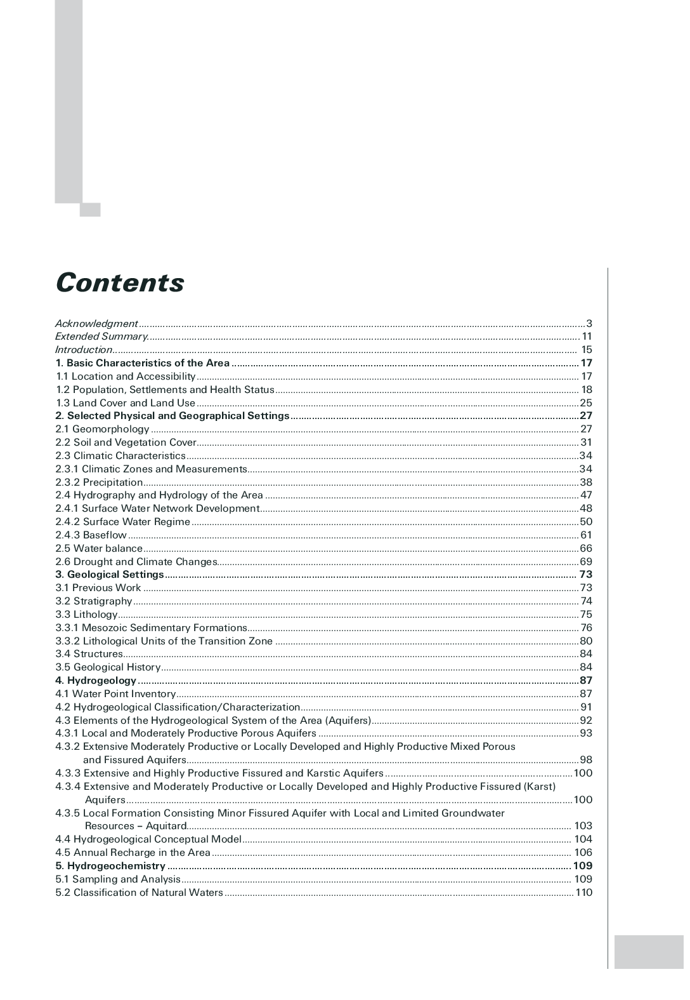 Contents
Acknowledgment 3
Extended Summary 11
Introduction 15
1. Basic Characteristics of the Area 17
1.1 Location and Accessibility 17
1.2 Population, Settlements and Health Status 18
1.3 Land Cover and Land Use 25
2. Selected Physical and Geographical Settings 27
2.1 Geomorphology 27
2.2 Soil and Vegetation Cover 31
2.3 Climatic Characteristics 34
2.3.1 Climatic Zones and Measurements 34
2.3.2 Precipitation 38
2.4 Hydrography and Hydrology of the Area 47
2.4.1 Surface Water Network Development 48
2.4.2 Surface Water Regime 50
2.4.3 Baseflow 61
2.5 Water balance 66
2.6 Drought and Climate Changes 69
3. Geological Settings 73
3.1 Previous Work 73
3.2 Stratigraphy 74
3.3 Lithology 75
3.3.1 Mesozoic Sedimentary Formations 76
3.3.2 Lithological Units of the Transition Zone 80
3.4 Structures 84
3.5 Geological History 84
4. Hydrogeology 87
4.1 Water Point Inventory 87
4.2 Hydrogeological Classification/Characterization 91
4.3 Elements of the Hydrogeological System of the Area (Aquifers) 92
4.3.1 Local and Moderately Productive Porous Aquifers 93
4.3.2 Extensive Moderately Productive or Locally Developed and Highly Productive Mixed Porous
and Fissured Aquifers 98
4.3.3 Extensive and Highly Productive Fissured and Karstic Aquifers 100
4.3.4 Extensive and Moderately Productive or Locally Developed and Highly Productive Fissured (Karst)
Aquifers 100
4.3.5 Local Formation Consisting Minor Fissured Aquifer with Local and Limited Groundwater
Resources – Aquitard 103
4.4 Hydrogeological Conceptual Model 104
4.5 Annual Recharge in the Area 106
5. Hydrogeochemistry 109
5.1 Sampling and Analysis 109
5.2 Classification of Natural Waters 110